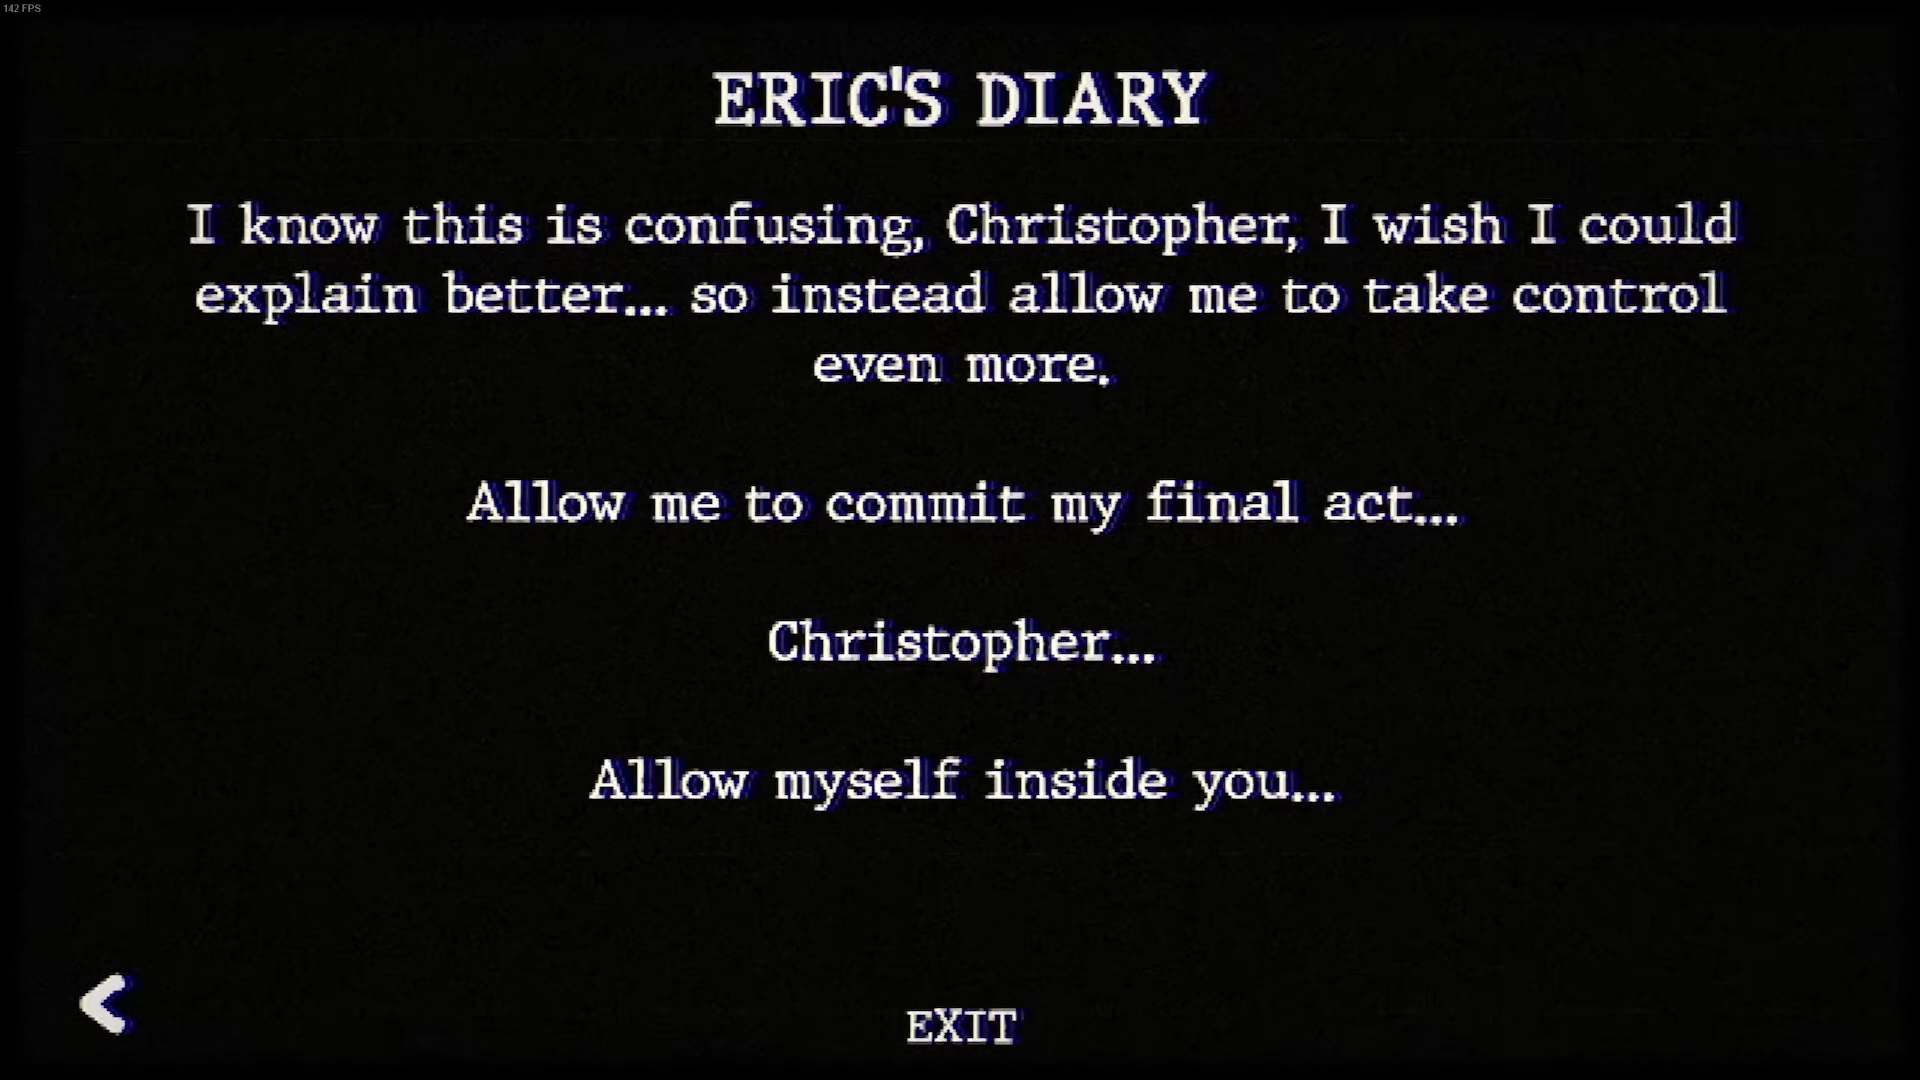 142 FPS
ERIC'S DIARY
I know this is confusing, Christopher, I wish I could
explain better... so instead allow me to take control
even more.
Allow me to commit my final act...
Christopher...
Allow myself inside you...
<
EXIT